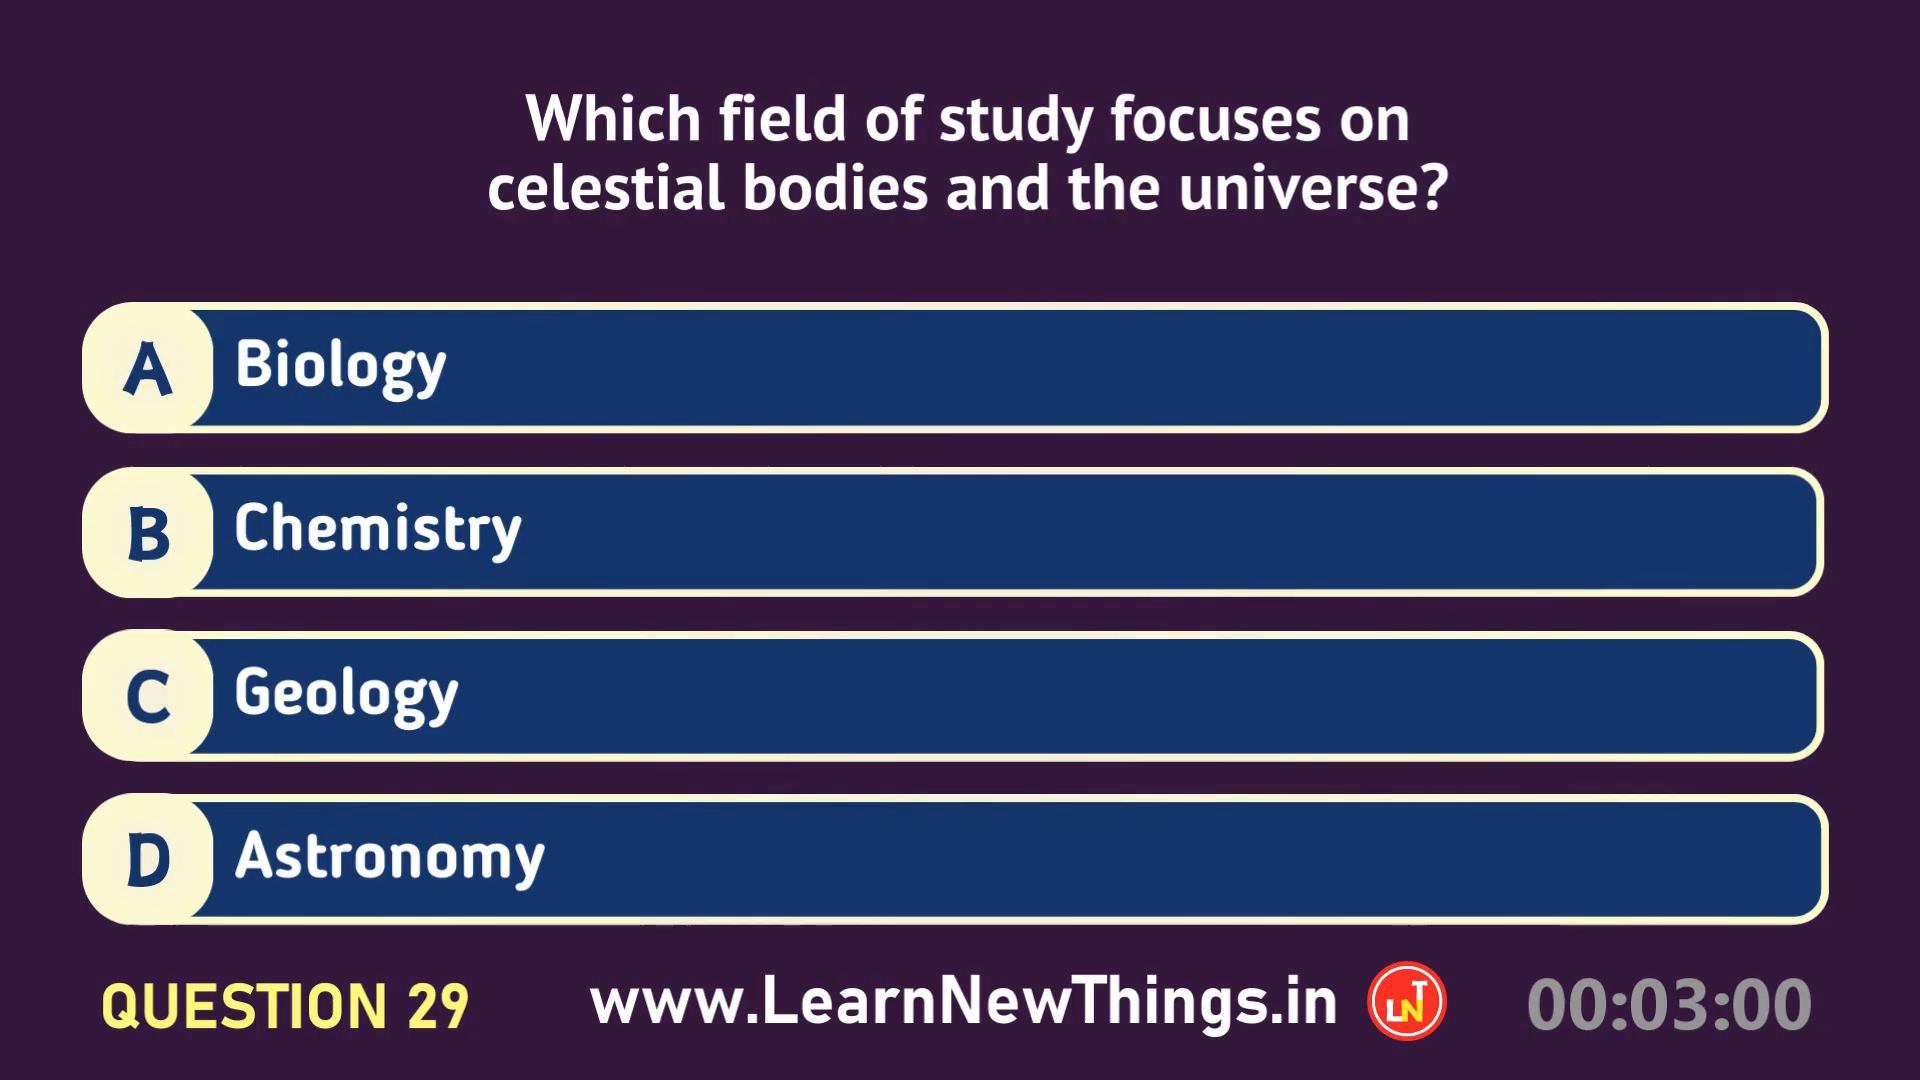 Which field of study focuses on
celestial bodies and the universe?
A Biology
B Chemistry
C Geology
D Astronomy
QUESTION 29 www.LearnNewThings.in LNT 00:03:00